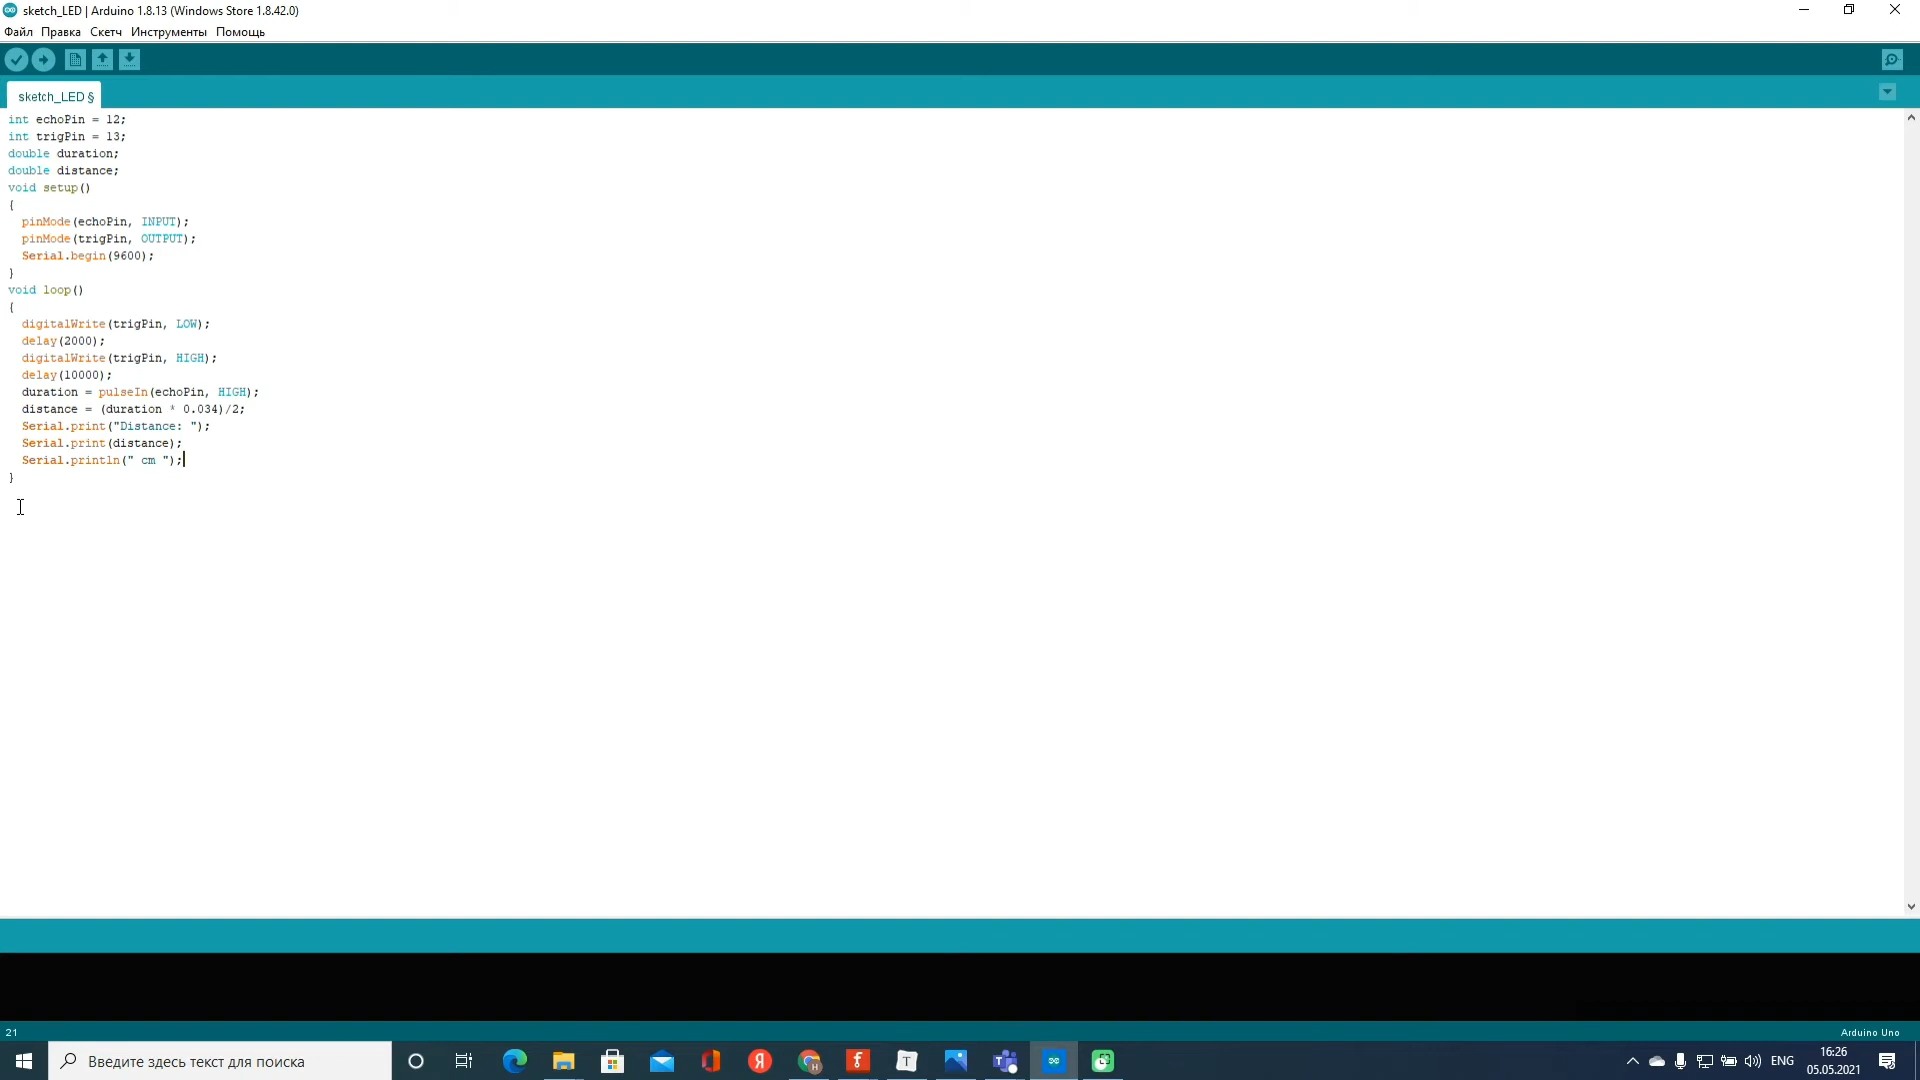 sketch_LED | Arduino 1.8.13 (Windows Store 1.8.42.0)
Файл Правка Скетч Инструменты Помощь
sketch_LED §
int echoPin = 12;
int trigPin = 13;
double duration;
double distance;
void setup()
{
pinMode(echoPin, INPUT);
pinMode(trigPin, OUTPUT);
Serial.begin(9600);
}
void loop()
{
digitalWrite(trigPin, LOW);
delay(2000);
digitalWrite(trigPin, HIGH);
delay(10000);
duration = pulseIn(echoPin, HIGH);
distance = (duration * 0.034)/2;
Serial.print("Distance: ");
Serial.print(distance);
Serial.println(" cm ");
}
21
Arduino Uno
Введите здесь текст для поиска
ENG
16:26
05.05.2021